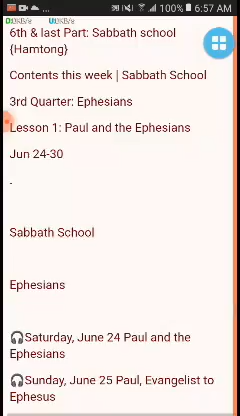 D:0KB/s U:0KB/s 100% 6:57 AM
6th & last Part: Sabbath school
{Hamtong}
Contents this week | Sabbath School
3rd Quarter: Ephesians
Lesson 1: Paul and the Ephesians
Jun 24-30
.
Sabbath School
Ephesians
🎧Saturday, June 24 Paul and the
Ephesians
🎧Sunday, June 25 Paul, Evangelist to
Ephesus